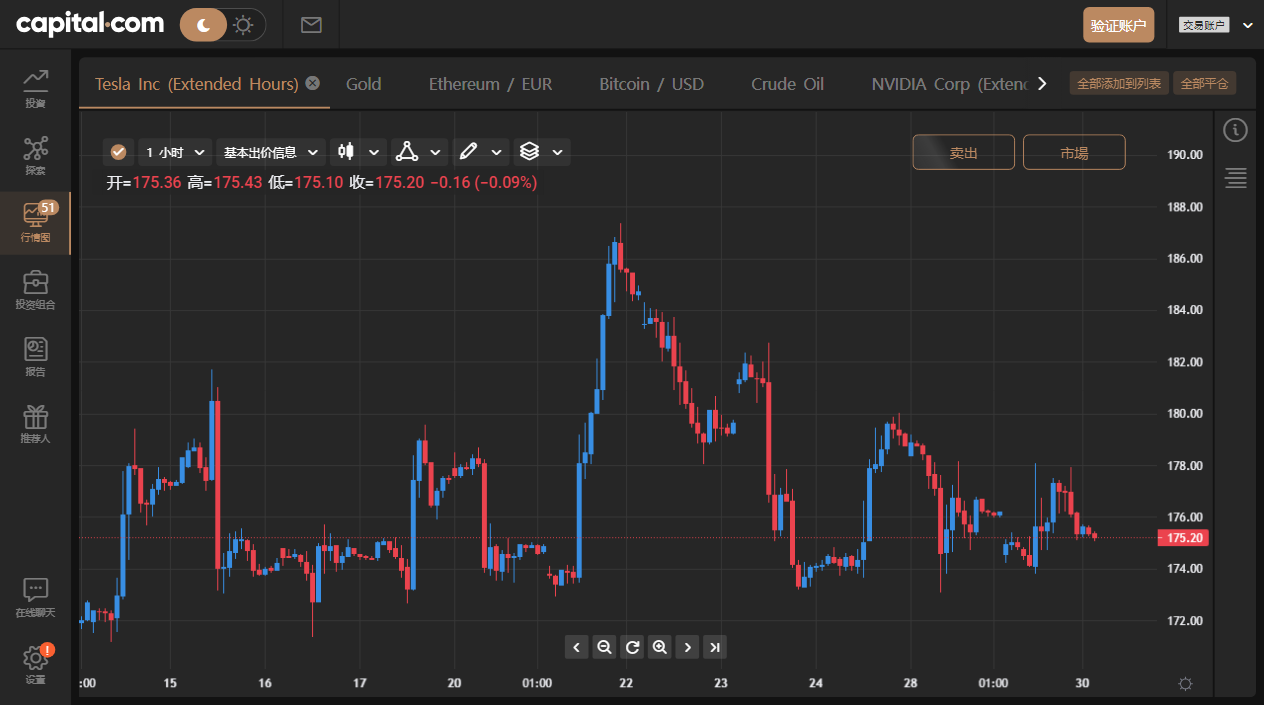 capital.com
验证账户
交易账户
投资
探索
51
行情图
投资组合
报告
推荐人
在线聊天
!
设置
Tesla Inc (Extended Hours) Gold Ethereum / EUR Bitcoin / USD Crude Oil NVIDIA Corp (Exten
全部添加到列表 全部平仓
1 小时 基本出价信息
卖出 市場
开=175.36 高=175.43 低=175.10 收=175.20 −0.16 (−0.09%)
190.00
188.00
186.00
184.00
182.00
180.00
178.00
176.00
175.20
174.00
172.00
:00 15 16 17 20 01:00 22 23 24 28 01:00 30